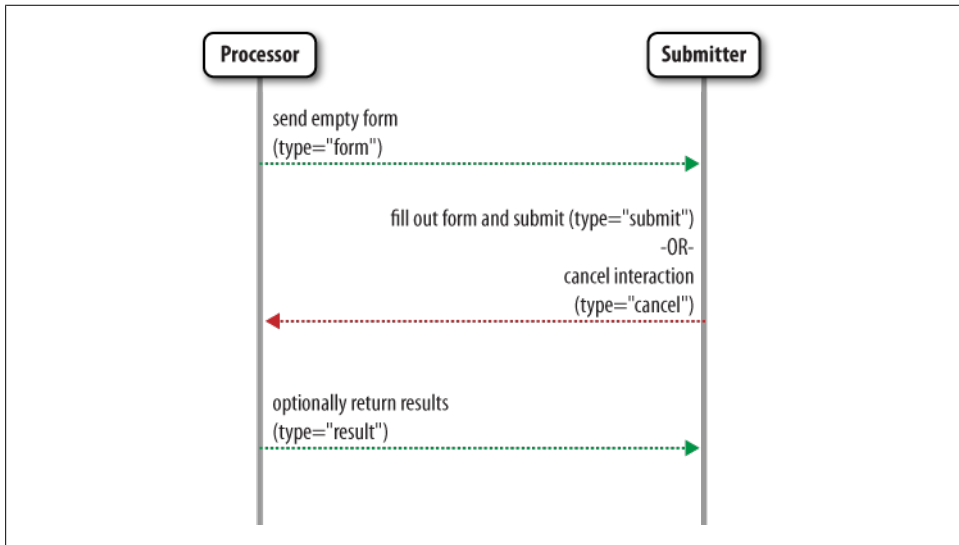 Processor
Submitter
send empty form
(type="form")
fill out form and submit (type="submit")
-OR-
cancel interaction
(type="cancel")
optionally return results
(type="result")